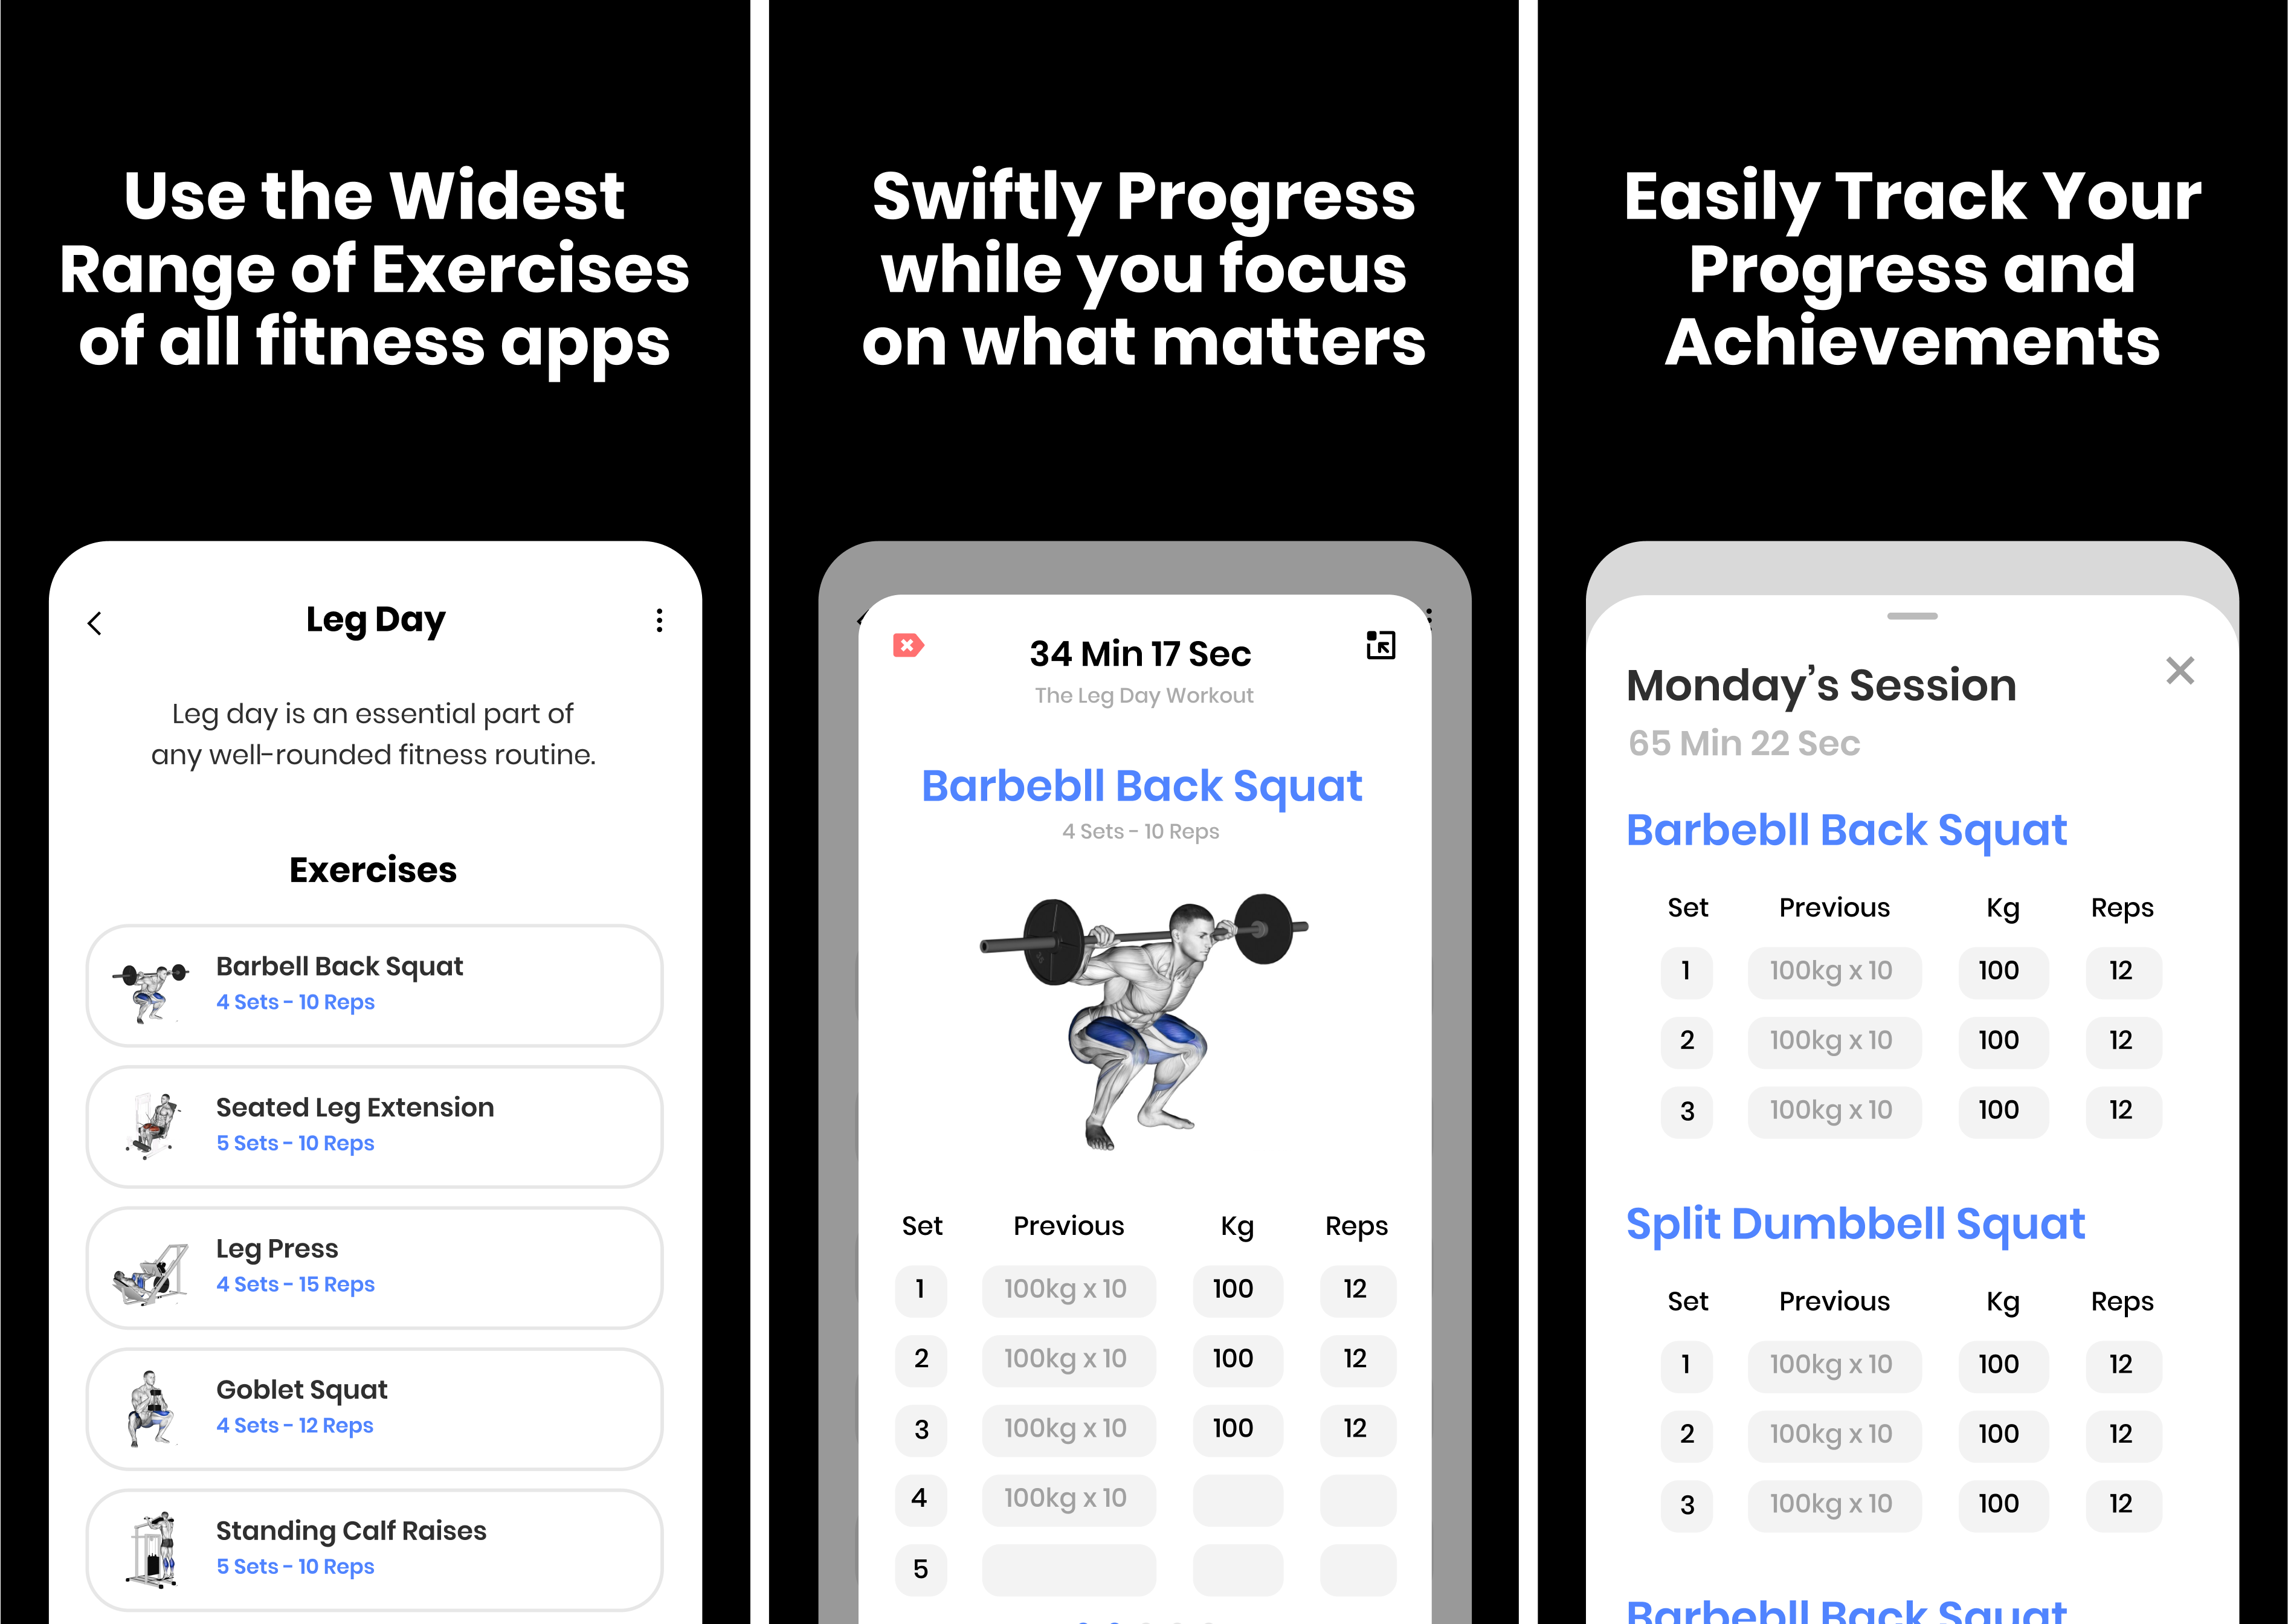 Use the Widest
Range of Exercises
of all fitness apps
Leg Day
Leg day is an essential part of
any well-rounded fitness routine.
Exercises
Barbell Back Squat
4 Sets - 10 Reps
Seated Leg Extension
5 Sets - 10 Reps
Leg Press
4 Sets - 15 Reps
Goblet Squat
4 Sets - 12 Reps
Standing Calf Raises
5 Sets - 10 Reps
Swiftly Progress
while you focus
on what matters
34 Min 17 Sec
The Leg Day Workout
Barbebll Back Squat
4 Sets - 10 Reps
Set Previous Kg Reps
1 100kg x 10 100 12
2 100kg x 10 100 12
3 100kg x 10 100 12
4 100kg x 10
5
Easily Track Your
Progress and
Achievements
Monday’s Session
65 Min 22 Sec
Barbebll Back Squat
Set Previous Kg Reps
1 100kg x 10 100 12
2 100kg x 10 100 12
3 100kg x 10 100 12
Split Dumbbell Squat
Set Previous Kg Reps
1 100kg x 10 100 12
2 100kg x 10 100 12
3 100kg x 10 100 12
Barbebll Back Squat